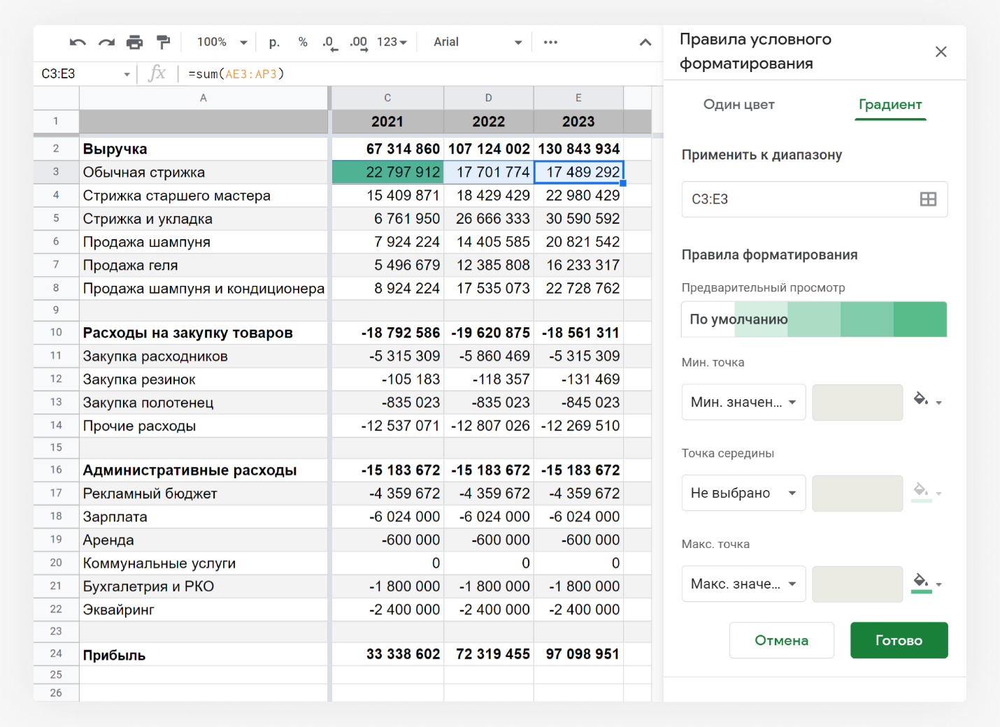 100% р. % .0 .00 123 Arial
C3:E3 fx =sum(AE3:AP3)
A C D E
1 2021 2022 2023
2 Выручка 67 314 860 107 124 002 130 843 934
3 Обычная стрижка 22 797 912 17 701 774 17 489 292
4 Стрижка старшего мастера 15 409 871 18 429 429 22 980 429
5 Стрижка и укладка 6 761 950 26 666 333 30 590 592
6 Продажа шампуня 7 924 224 14 405 585 20 821 542
7 Продажа геля 5 496 679 12 385 808 16 233 317
8 Продажа шампуня и кондиционера 8 924 224 17 535 073 22 728 762
9
10 Расходы на закупку товаров -18 792 586 -19 620 875 -18 561 311
11 Закупка расходников -5 315 309 -5 860 469 -5 315 309
12 Закупка резинок -105 183 -118 357 -131 469
13 Закупка полотенец -835 023 -835 023 -845 023
14 Прочие расходы -12 537 071 -12 807 026 -12 269 510
15
16 Административные расходы -15 183 672 -15 183 672 -15 183 672
17 Рекламный бюджет -4 359 672 -4 359 672 -4 359 672
18 Зарплата -6 024 000 -6 024 000 -6 024 000
19 Аренда -600 000 -600 000 -600 000
20 Коммунальные услуги 0 0 0
21 Бухгалетрия и РКО -1 800 000 -1 800 000 -1 800 000
22 Эквайринг -2 400 000 -2 400 000 -2 400 000
23
24 Прибыль 33 338 602 72 319 455 97 098 951
25
26
Правила условного
форматирования
Один цвет Градиент
Применить к диапазону
C3:E3
Правила форматирования
Предварительный просмотр
По умолчанию
Мин. точка
Мин. значен...
Точка середины
Не выбрано
Макс. точка
Макс. значе...
Отмена Готово